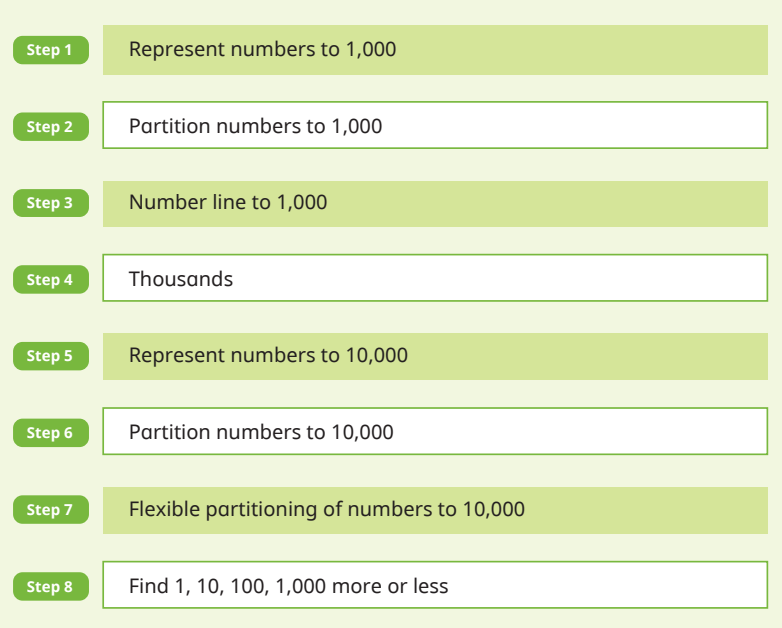 Step 1 Represent numbers to 1,000
Step 2 Partition numbers to 1,000
Step 3 Number line to 1,000
Step 4 Thousands
Step 5 Represent numbers to 10,000
Step 6 Partition numbers to 10,000
Step 7 Flexible partitioning of numbers to 10,000
Step 8 Find 1, 10, 100, 1,000 more or less